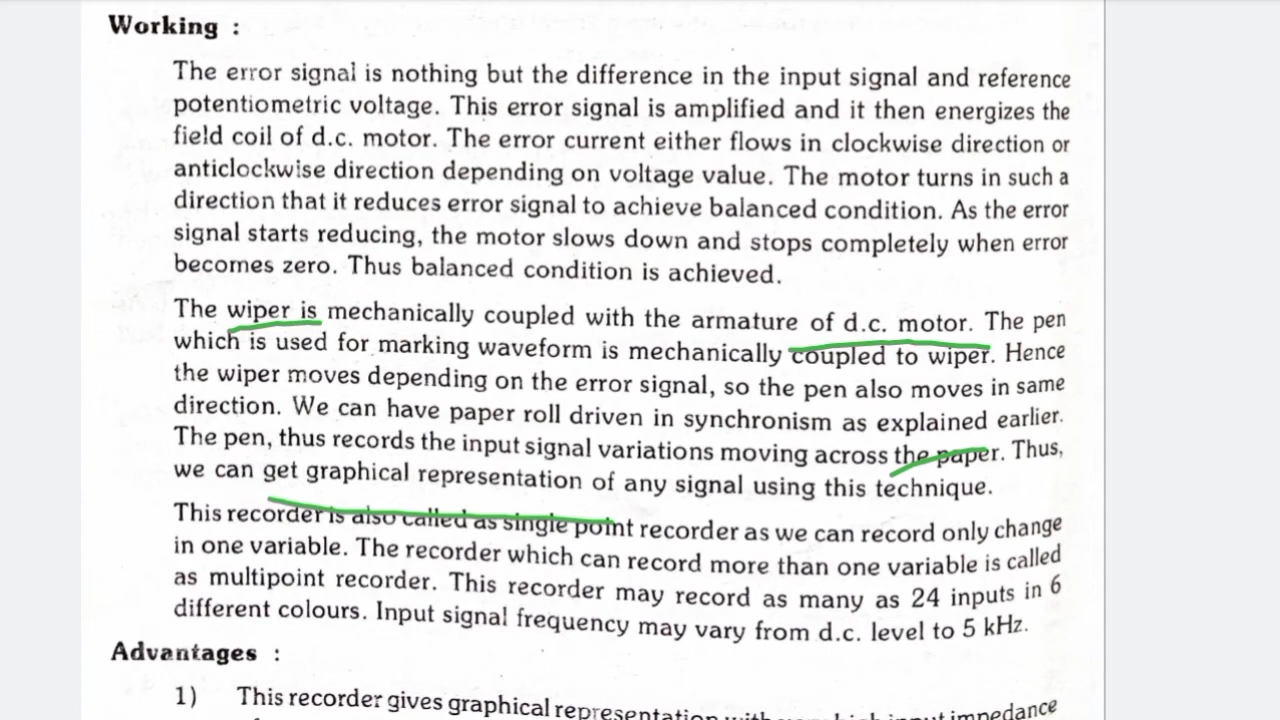 Working :
The error signal is nothing but the difference in the input signal and reference
potentiometric voltage. This error signal is amplified and it then energizes the
field coil of d.c. motor. The error current either flows in clockwise direction or
anticlockwise direction depending on voltage value. The motor turns in such a
direction that it reduces error signal to achieve balanced condition. As the error
signal starts reducing, the motor slows down and stops completely when error
becomes zero. Thus balanced condition is achieved.
The wiper is mechanically coupled with the armature of d.c. motor. The pen
which is used for marking waveform is mechanically coupled to wiper. Hence
the wiper moves depending on the error signal, so the pen also moves in same
direction. We can have paper roll driven in synchronism as explained earlier.
The pen, thus records the input signal variations moving across the paper. Thus,
we can get graphical representation of any signal using this technique.
This recorder is also called as single point recorder as we can record only change
in one variable. The recorder which can record more than one variable is called
as multipoint recorder. This recorder may record as many as 24 inputs in 6
different colours. Input signal frequency may vary from d.c. level to 5 kHz.
Advantages :
1) This recorder gives graphical representation with very high input impedance